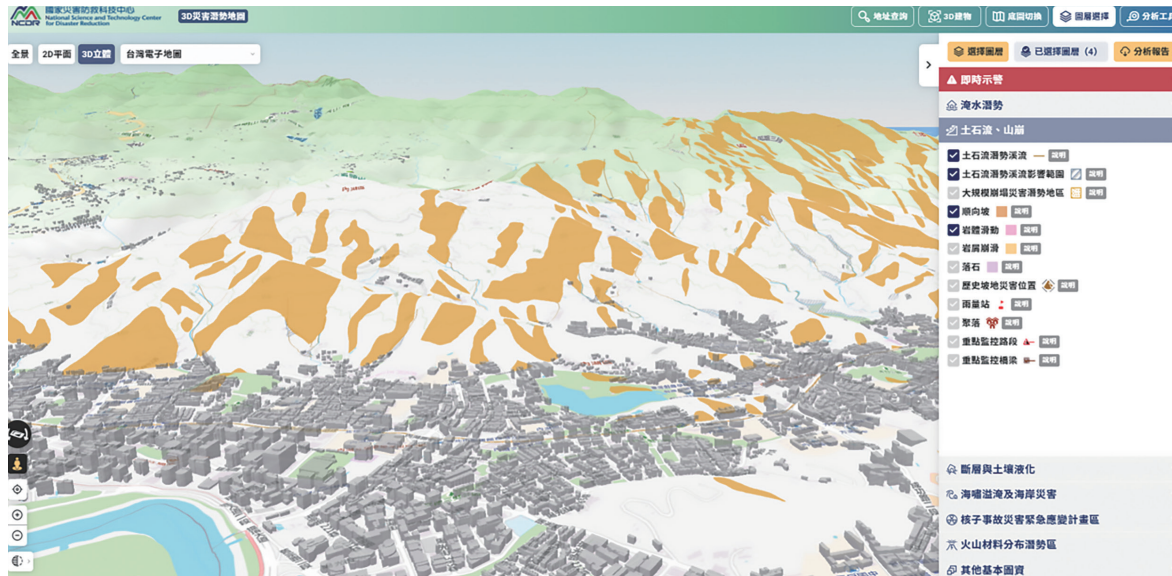 NCDR
國家災害防救科技中心
National Science and Technology Center
for Disaster Reduction
3D災害潛勢地圖
地址查詢
3D建物
底圖切換
圖層選擇
分析工具
全景
2D平面
3D立體
台灣電子地圖
選擇圖層
已選擇圖層（4）
分析報告
即時示警
淹水潛勢
土石流、山崩
土石流潛勢溪流 說明
土石流潛勢溪流影響範圍 說明
大規模崩塌災害潛勢地區 說明
順向坡 說明
岩體滑動 說明
岩屑崩滑 說明
落石 說明
歷史坡地災害位置 說明
雨量站 說明
聚落 說明
重點監控路段 說明
重點監控橋梁 說明
斷層與土壤液化
海嘯溢淹及海岸災害
核子事故災害緊急應變計畫區
火山材料分布潛勢區
其他基本圖資